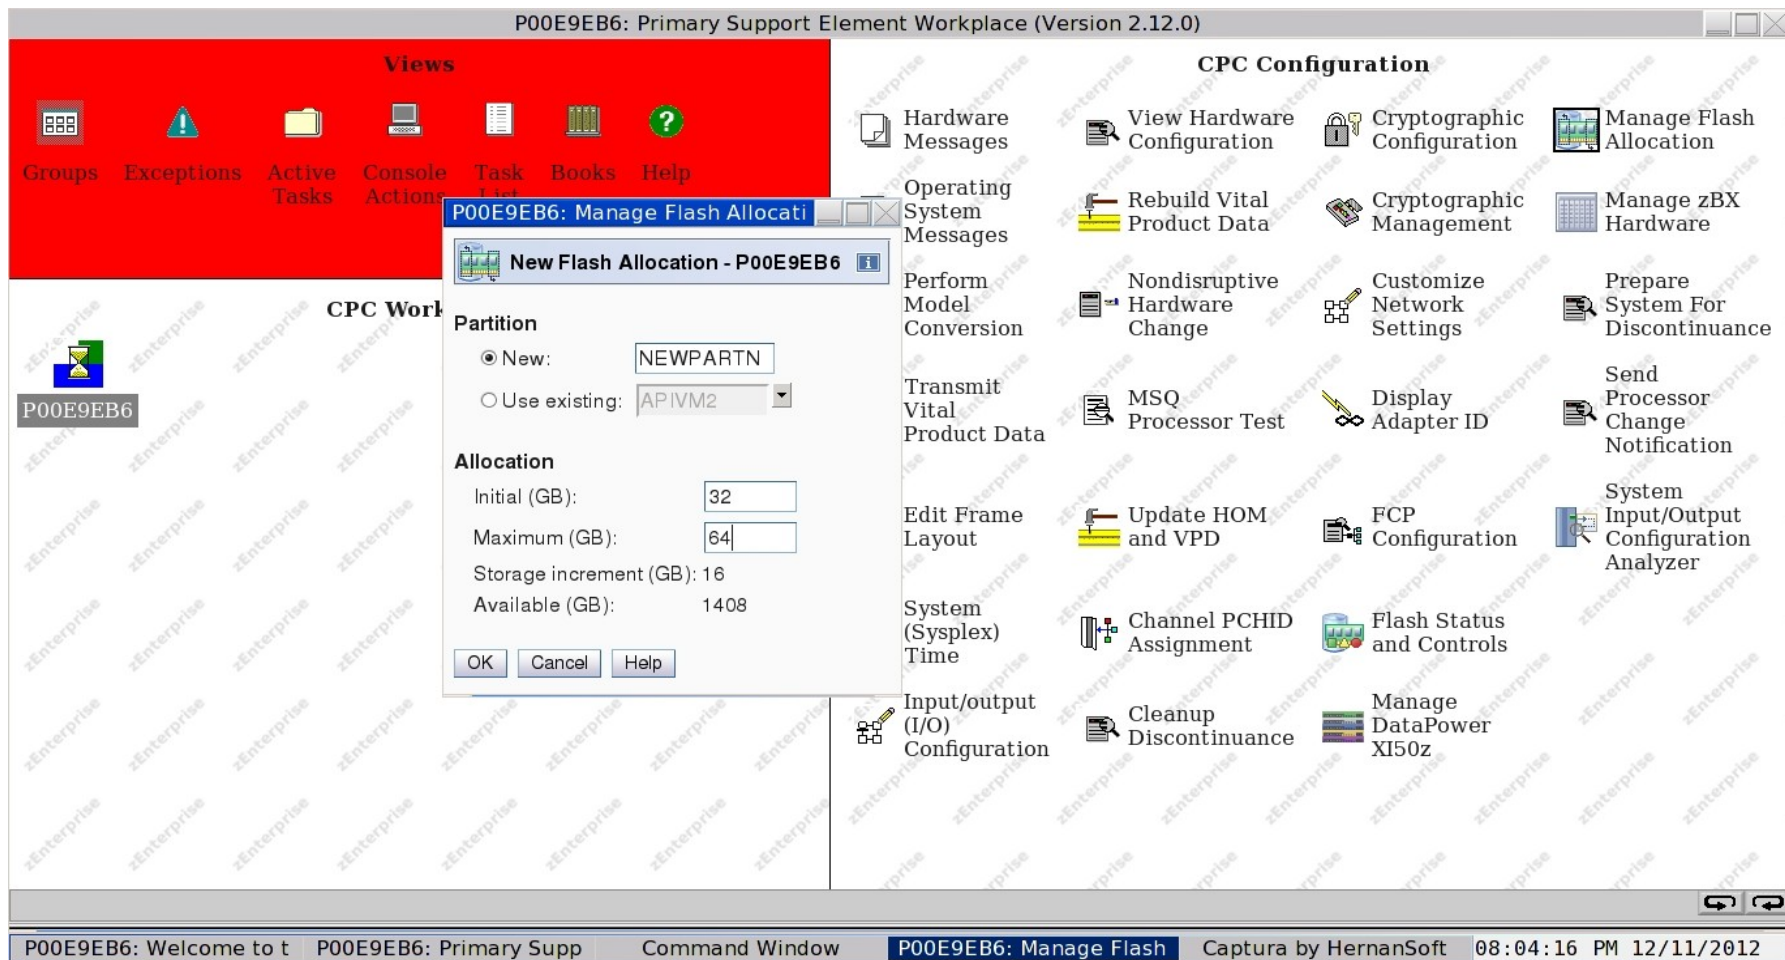 P00E9EB6: Primary Support Element Workplace (Version 2.12.0)
Views
Groups
Exceptions
Active
Tasks
Console
Actions
Task
List
Books
Help
CPC Work
P00E9EB6
P00E9EB6: Manage Flash Allocati
New Flash Allocation - P00E9EB6
Partition
New: NEWPARTN
Use existing: APIVM2
Allocation
Initial (GB): 32
Maximum (GB): 64
Storage increment (GB): 16
Available (GB): 1408
OK Cancel Help
CPC Configuration
Hardware
Messages
View Hardware
Configuration
Cryptographic
Configuration
Manage Flash
Allocation
Operating
System
Messages
Rebuild Vital
Product Data
Cryptographic
Management
Manage zBX
Hardware
Perform
Model
Conversion
Nondisruptive
Hardware
Change
Customize
Network
Settings
Prepare
System For
Discontinuance
Transmit
Vital
Product Data
MSQ
Processor Test
Display
Adapter ID
Send
Processor
Change
Notification
Edit Frame
Layout
Update HOM
and VPD
FCP
Configuration
System
Input/Output
Configuration
Analyzer
System
(Sysplex)
Time
Channel PCHID
Assignment
Flash Status
and Controls
Input/output
(I/O)
Configuration
Cleanup
Discontinuance
Manage
DataPower
XI50z
zEnterprise
P00E9EB6: Welcome to t
P00E9EB6: Primary Supp
Command Window
P00E9EB6: Manage Flash
Captura by HernanSoft
08:04:16 PM 12/11/2012